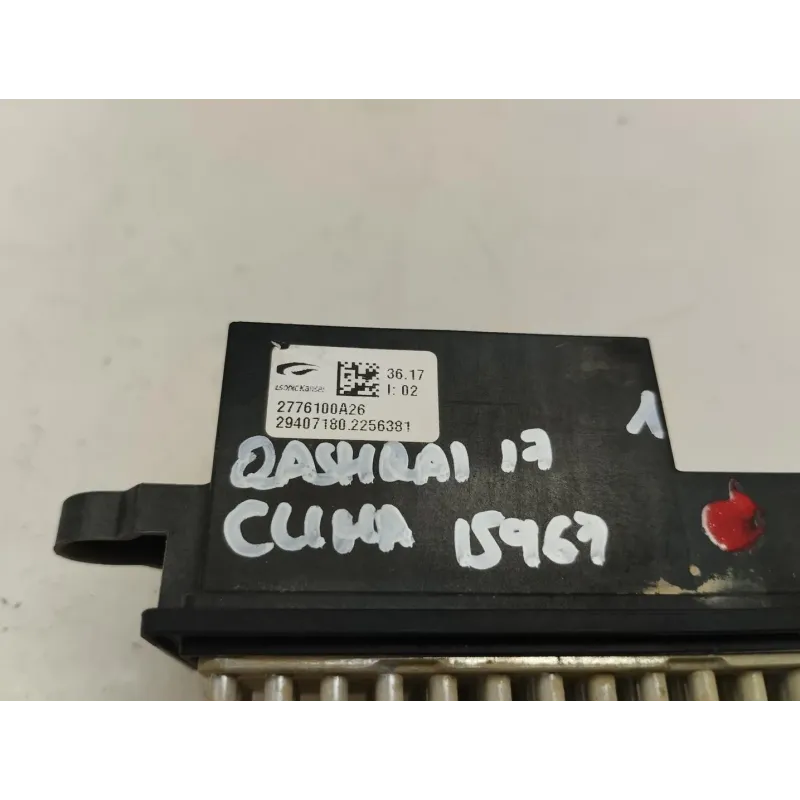 36.17
I: 02
2776100A26
29407180.2256381
1
QASHQAI 17
CLIMA 15967